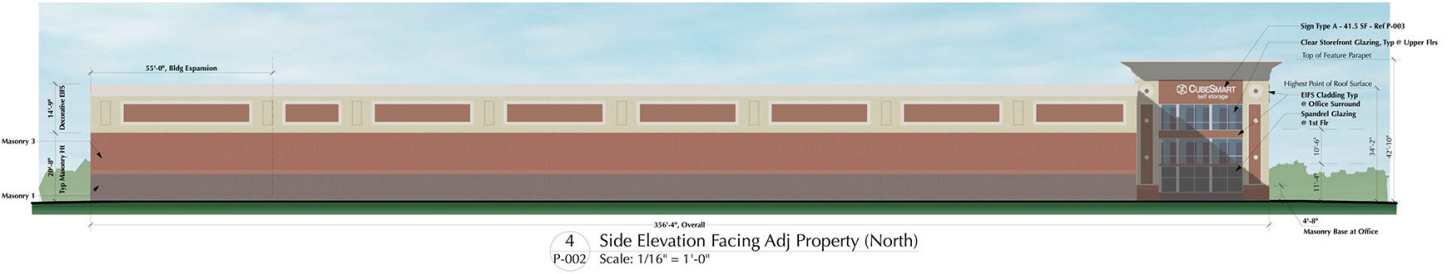 Sign Type A - 41.5 SF - Ref P-003
Clear Storefront Glazing, Typ @ Upper Flrs
Top of Feature Parapet
55'-0", Bldg Expansion
Highest Point of Roof Surface
EIFS Cladding Typ
@ Office Surround
Spandrel Glazing
@ 1st Flr
CUBESMART
self storage
14'-9"
Decorative EIFS
Masonry 3
20'-8"
Typ Masonry Ht
Masonry 1
10'-6"
11'-4"
34'-2"
42'-10"
4'-8"
Masonry Base at Office
356'-4", Overall
4
P-002
Side Elevation Facing Adj Property (North)
Scale: 1/16" = 1'-0"